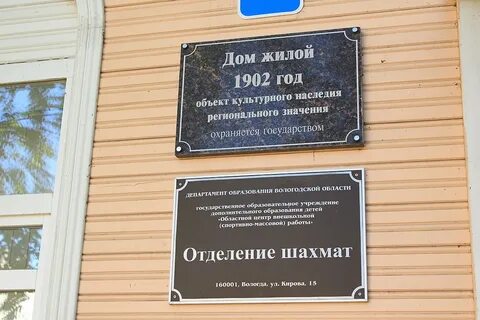 Дом жилой
1902 год
объект культурного наследия
регионального значения
охраняется государством
ДЕПАРТАМЕНТ ОБРАЗОВАНИЯ ВОЛОГОДСКОЙ ОБЛАСТИ
государственное образовательное учреждение
дополнительного образования детей
«Областной центр внешкольной
(спортивно-массовой) работы»
Отделение шахмат
160001, Вологда, ул. Кирова, 15